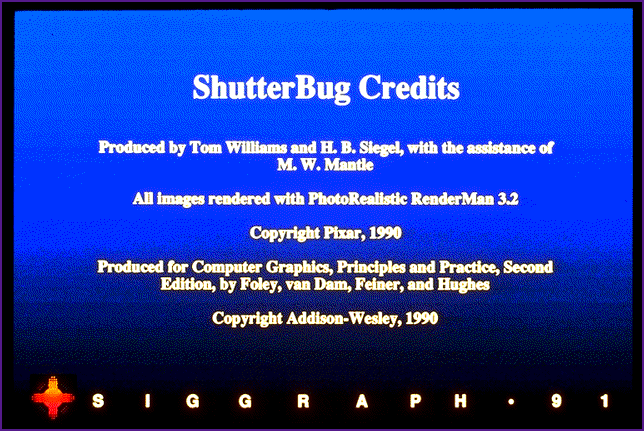 ShutterBug Credits
Produced by Tom Williams and H. B. Siegel, with the assistance of
M. W. Mantle
All images rendered with PhotoRealistic RenderMan 3.2
Copyright Pixar, 1990
Produced for Computer Graphics, Principles and Practice, Second
Edition, by Foley, van Dam, Feiner, and Hughes
Copyright Addison-Wesley, 1990
S I G G R A P H • 9 1